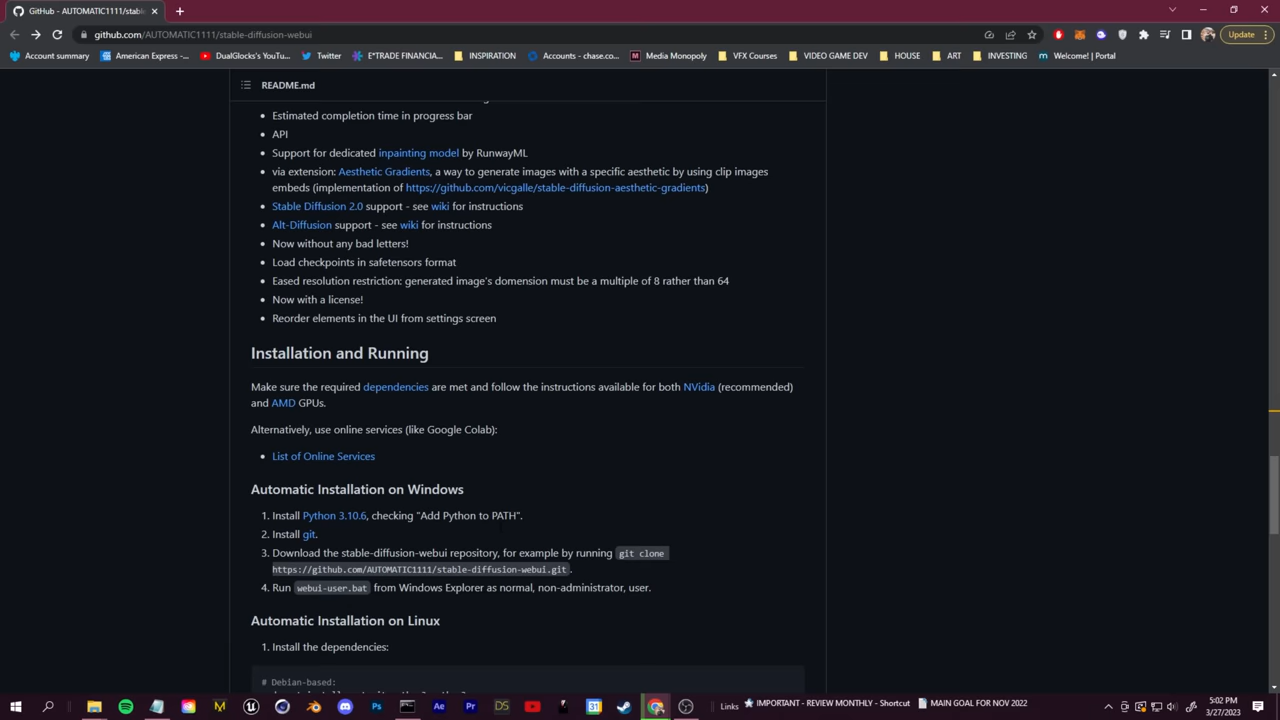 GitHub - AUTOMATIC1111/stable
github.com/AUTOMATIC1111/stable-diffusion-webui
Update
Account summary
American Express -...
DualGlocks's YouT...
Twitter
E*TRADE FINANCIA...
INSPIRATION
Accounts - chase.co...
Media Monopoly
VFX Courses
VIDEO GAME DEV
HOUSE
ART
INVESTING
Welcome! | Portal
README.md
Estimated completion time in progress bar
API
Support for dedicated inpainting model by RunwayML
via extension: Aesthetic Gradients, a way to generate images with a specific aesthetic by using clip images
embeds (implementation of https://github.com/vicgalle/stable-diffusion-aesthetic-gradients)
Stable Diffusion 2.0 support - see wiki for instructions
Alt-Diffusion support - see wiki for instructions
Now without any bad letters!
Load checkpoints in safetensors format
Eased resolution restriction: generated image's domension must be a multiple of 8 rather than 64
Now with a license!
Reorder elements in the UI from settings screen
Installation and Running
Make sure the required dependencies are met and follow the instructions available for both NVidia (recommended)
and AMD GPUs.
Alternatively, use online services (like Google Colab):
List of Online Services
Automatic Installation on Windows
1. Install Python 3.10.6, checking "Add Python to PATH".
2. Install git.
3. Download the stable-diffusion-webui repository, for example by running git clone
https://github.com/AUTOMATIC1111/stable-diffusion-webui.git.
4. Run webui-user.bat from Windows Explorer as normal, non-administrator, user.
Automatic Installation on Linux
1. Install the dependencies:
# Debian-based:
Links
IMPORTANT - REVIEW MONTHLY - Shortcut
MAIN GOAL FOR NOV 2022
5:02 PM
3/27/2023